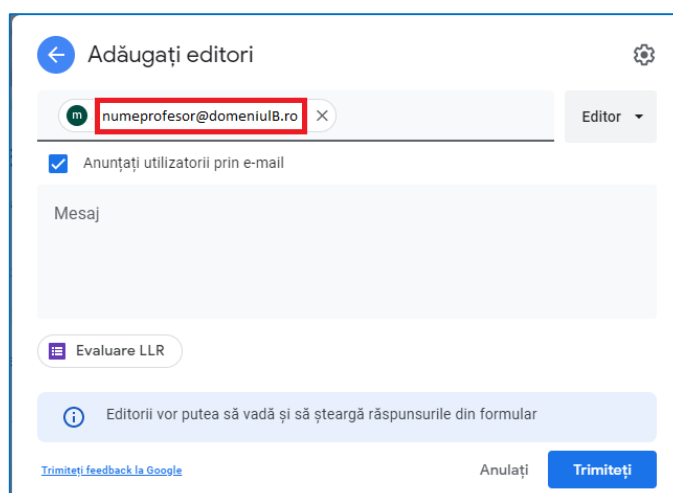 Adăugați editori
m numeprofesor@domeniulB.ro
Editor
Anunțați utilizatorii prin e-mail
Mesaj
Evaluare LLR
Editorii vor putea să vadă și să șteargă răspunsurile din formular
Trimiteți feedback la Google
Anulați
Trimiteți